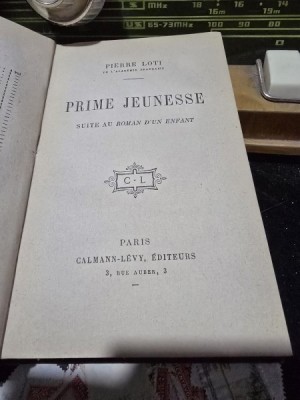 PIERRE LOTI
DE L'ACADÉMIE FRANÇAISE
PRIME JEUNESSE
SUITE AU ROMAN D'UN ENFANT
C·L
PARIS
CALMANN-LÉVY, ÉDITEURS
3, RUE AUBER, 3